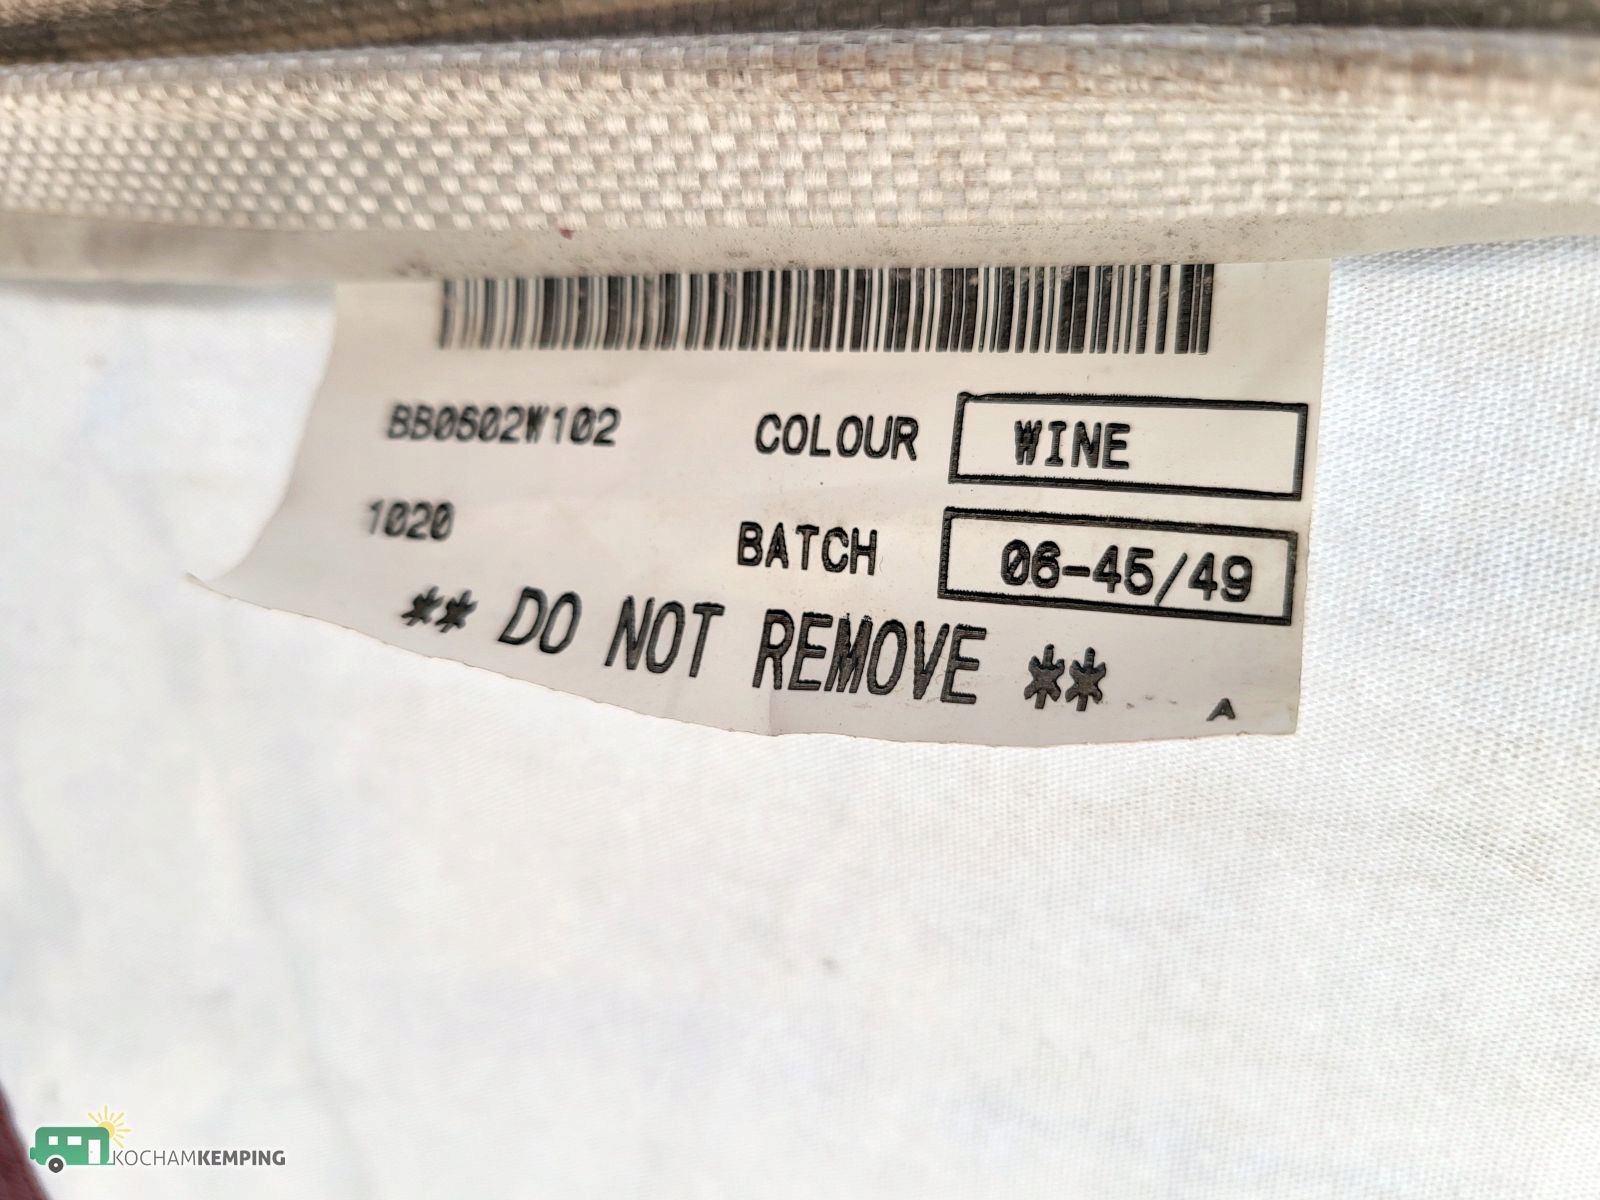 BB0602W102 COLOUR WINE
1020 BATCH 06-45/49
** DO NOT REMOVE **
A
KOCHAMKEMPING